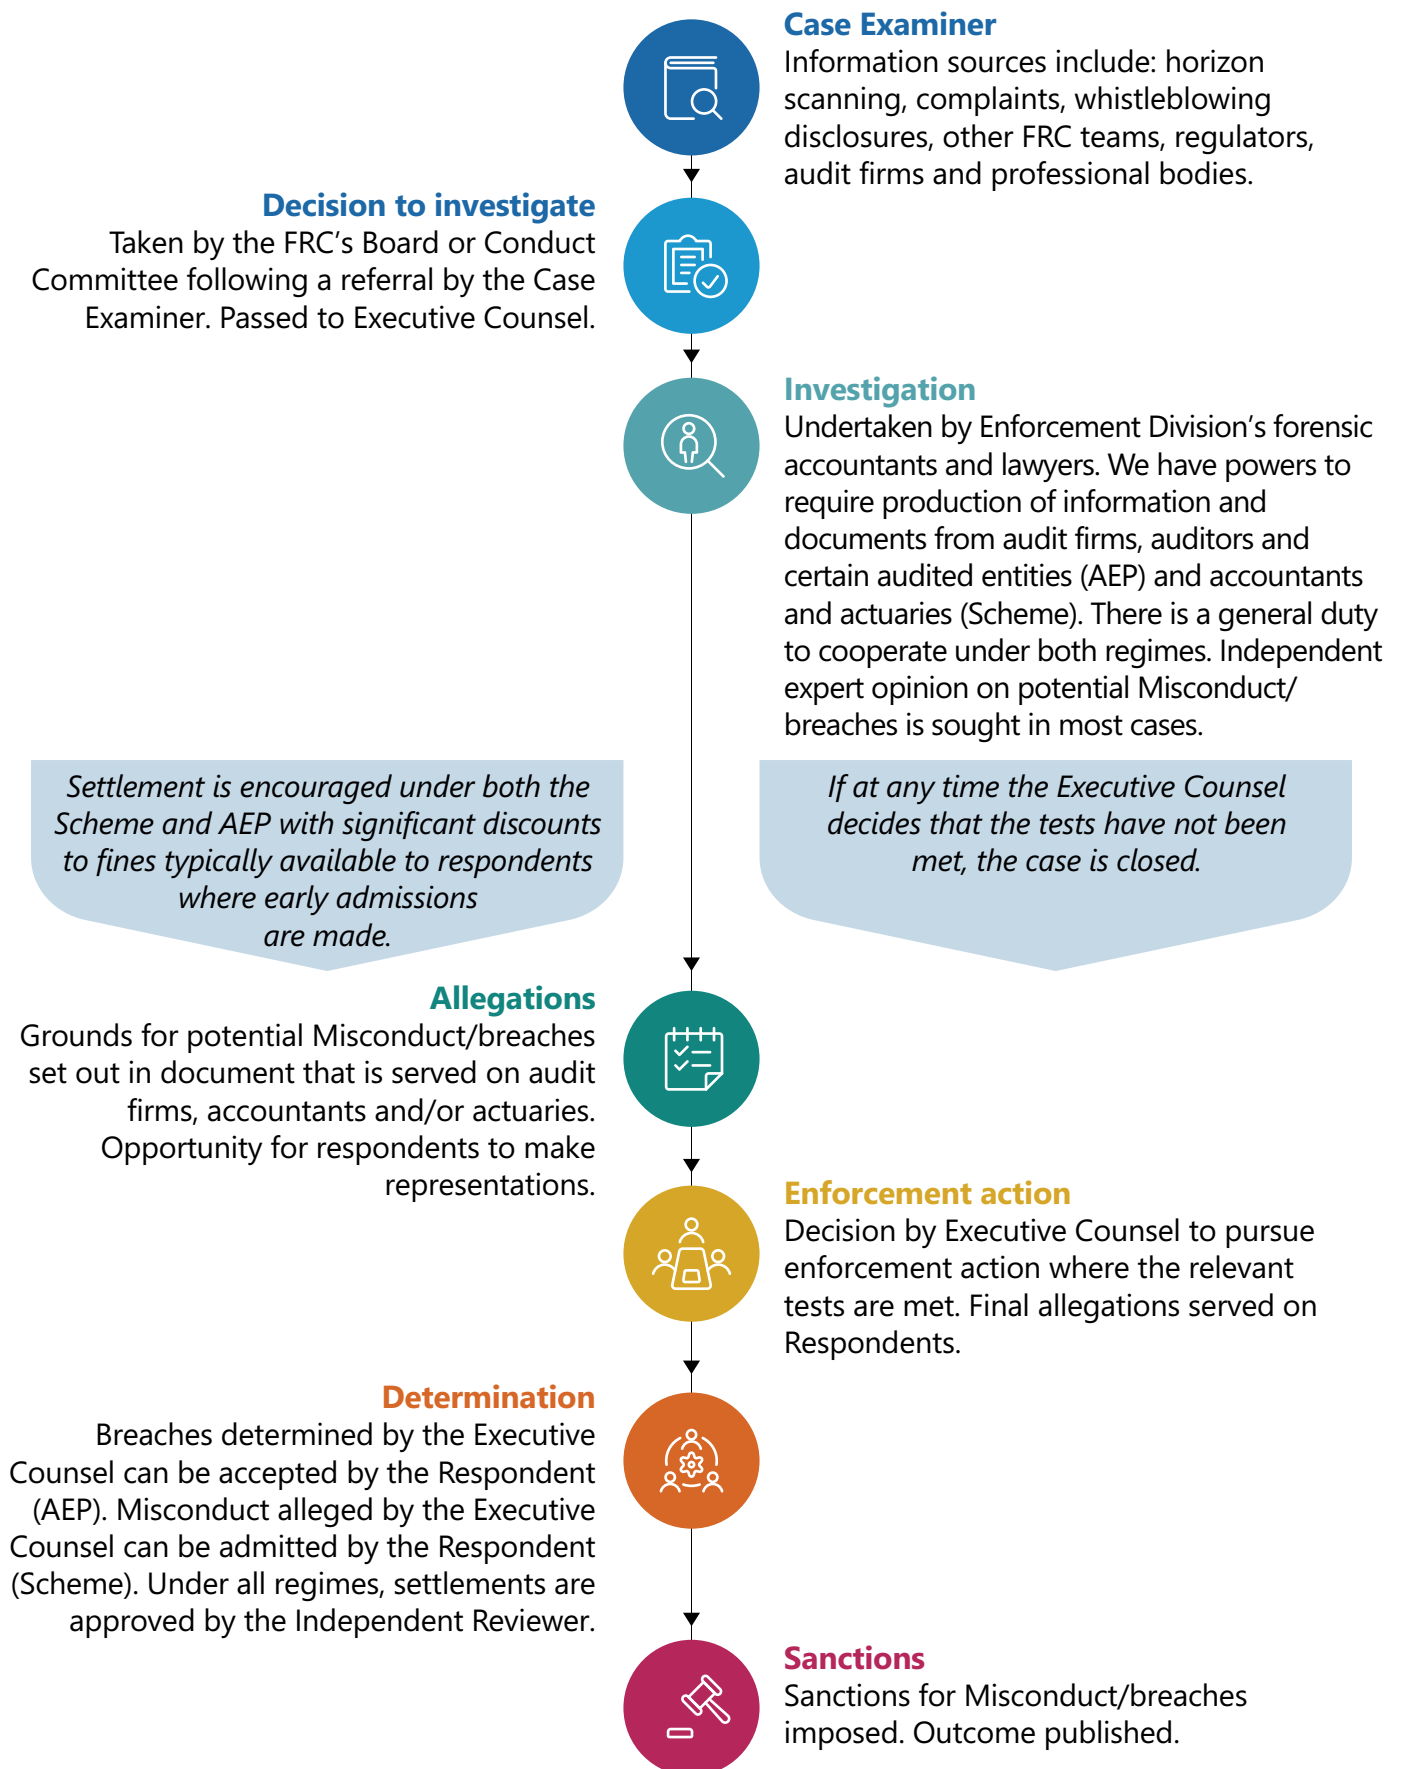 Case Examiner
Information sources include: horizon
scanning, complaints, whistleblowing
disclosures, other FRC teams, regulators,
audit firms and professional bodies.
Decision to investigate
Taken by the FRC’s Board or Conduct
Committee following a referral by the Case
Examiner. Passed to Executive Counsel.
Investigation
Undertaken by Enforcement Division’s forensic
accountants and lawyers. We have powers to
require production of information and
documents from audit firms, auditors and
certain audited entities (AEP) and accountants
and actuaries (Scheme). There is a general duty
to cooperate under both regimes. Independent
expert opinion on potential Misconduct/
breaches is sought in most cases.
Settlement is encouraged under both the
Scheme and AEP with significant discounts
to fines typically available to respondents
where early admissions
are made.
If at any time the Executive Counsel
decides that the tests have not been
met, the case is closed.
Allegations
Grounds for potential Misconduct/breaches
set out in document that is served on audit
firms, accountants and/or actuaries.
Opportunity for respondents to make
representations.
Enforcement action
Decision by Executive Counsel to pursue
enforcement action where the relevant
tests are met. Final allegations served on
Respondents.
Determination
Breaches determined by the Executive
Counsel can be accepted by the Respondent
(AEP). Misconduct alleged by the Executive
Counsel can be admitted by the Respondent
(Scheme). Under all regimes, settlements are
approved by the Independent Reviewer.
Sanctions
Sanctions for Misconduct/breaches
imposed. Outcome published.